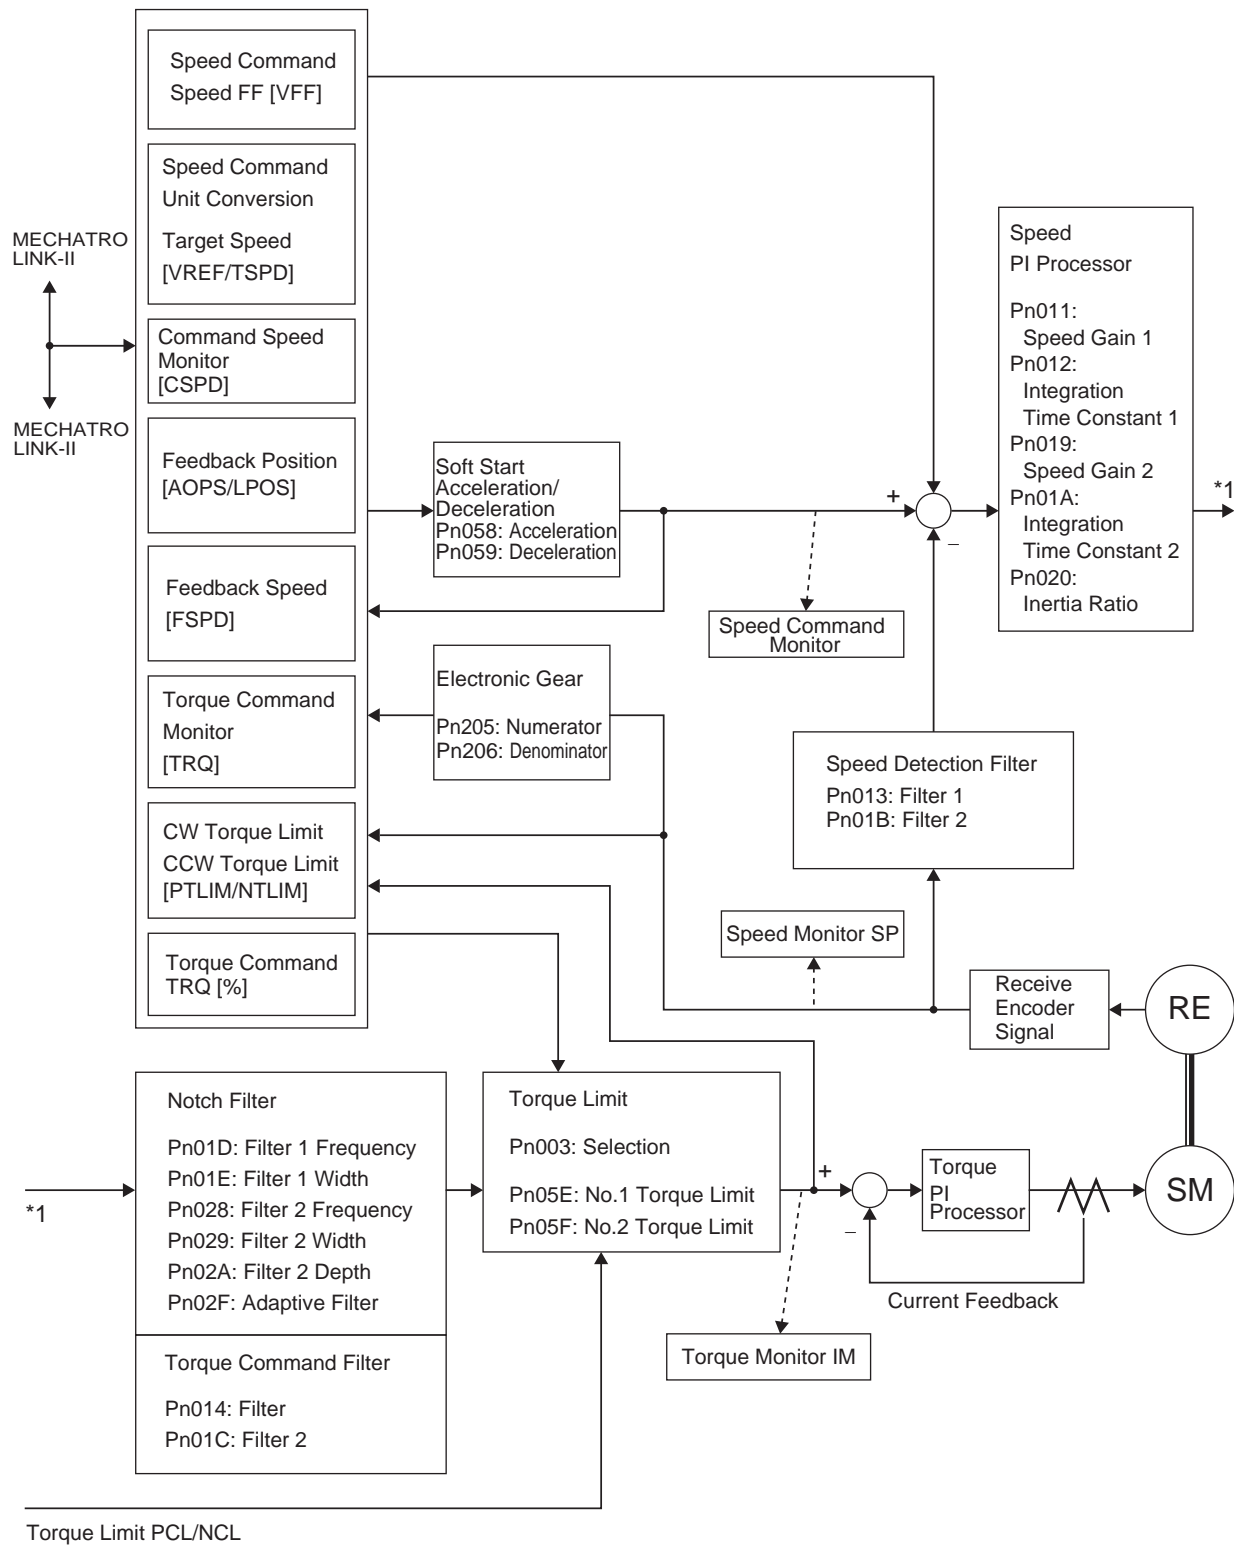 Speed Command
Speed FF [VFF]
Speed Command
Unit Conversion
Target Speed
[VREF/TSPD]
MECHATRO
LINK-II
Command Speed
Monitor
[CSPD]
MECHATRO
LINK-II
Feedback Position
[AOPS/LPOS]
Feedback Speed
[FSPD]
Torque Command
Monitor
[TRQ]
CW Torque Limit
CCW Torque Limit
[PTLIM/NTLIM]
Torque Command
TRQ [%]
Soft Start
Acceleration/
Deceleration
Pn058: Acceleration
Pn059: Deceleration
+
−
Speed Command
Monitor
Speed
PI Processor
Pn011:
Speed Gain 1
Pn012:
Integration
Time Constant 1
Pn019:
Speed Gain 2
Pn01A:
Integration
Time Constant 2
Pn020:
Inertia Ratio
*1
Electronic Gear
Pn205: Numerator
Pn206: Denominator
Speed Detection Filter
Pn013: Filter 1
Pn01B: Filter 2
Speed Monitor SP
Receive
Encoder
Signal
RE
*1
Notch Filter
Pn01D: Filter 1 Frequency
Pn01E: Filter 1 Width
Pn028: Filter 2 Frequency
Pn029: Filter 2 Width
Pn02A: Filter 2 Depth
Pn02F: Adaptive Filter
Torque Command Filter
Pn014: Filter
Pn01C: Filter 2
Torque Limit
Pn003: Selection
Pn05E: No.1 Torque Limit
Pn05F: No.2 Torque Limit
+
−
Torque
PI
Processor
SM
Current Feedback
Torque Monitor IM
Torque Limit PCL/NCL